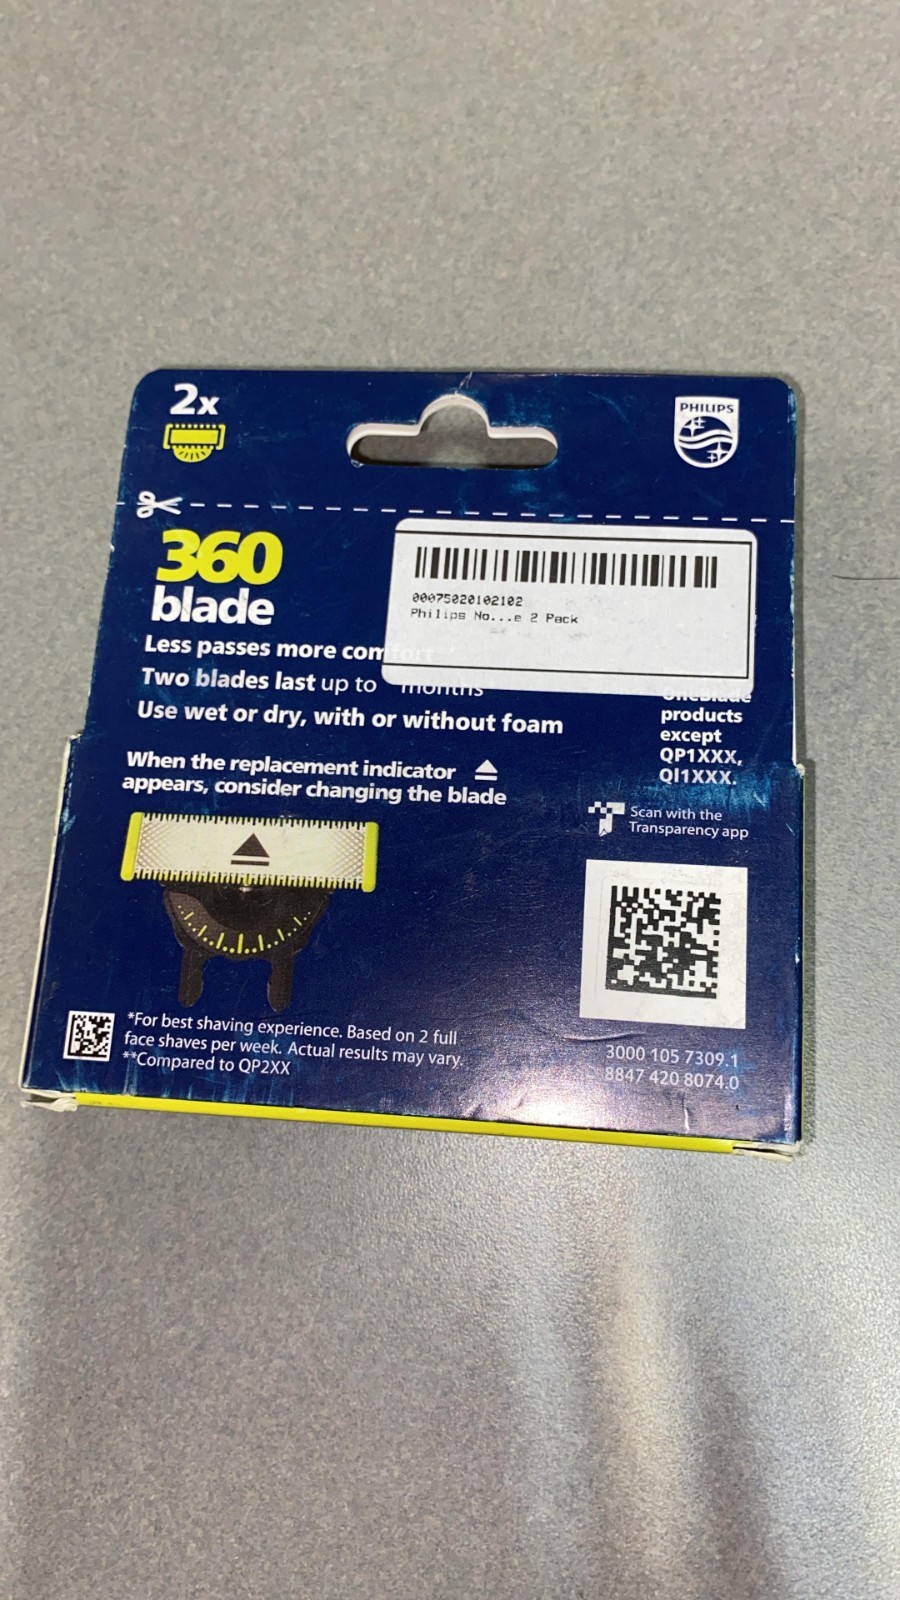 2x
PHILIPS
360
blade
00075020102102
Philips No...e 2 Pack
Less passes more comfort**
Two blades last up to months
Use wet or dry, with or without foam
OneBlade
products
except
QP1XXX,
QI1XXX.
When the replacement indicator
appears, consider changing the blade
Scan with the
Transparency app
*For best shaving experience. Based on 2 full
face shaves per week. Actual results may vary.
**Compared to QP2XX
3000 105 7309.1
8847 420 8074.0